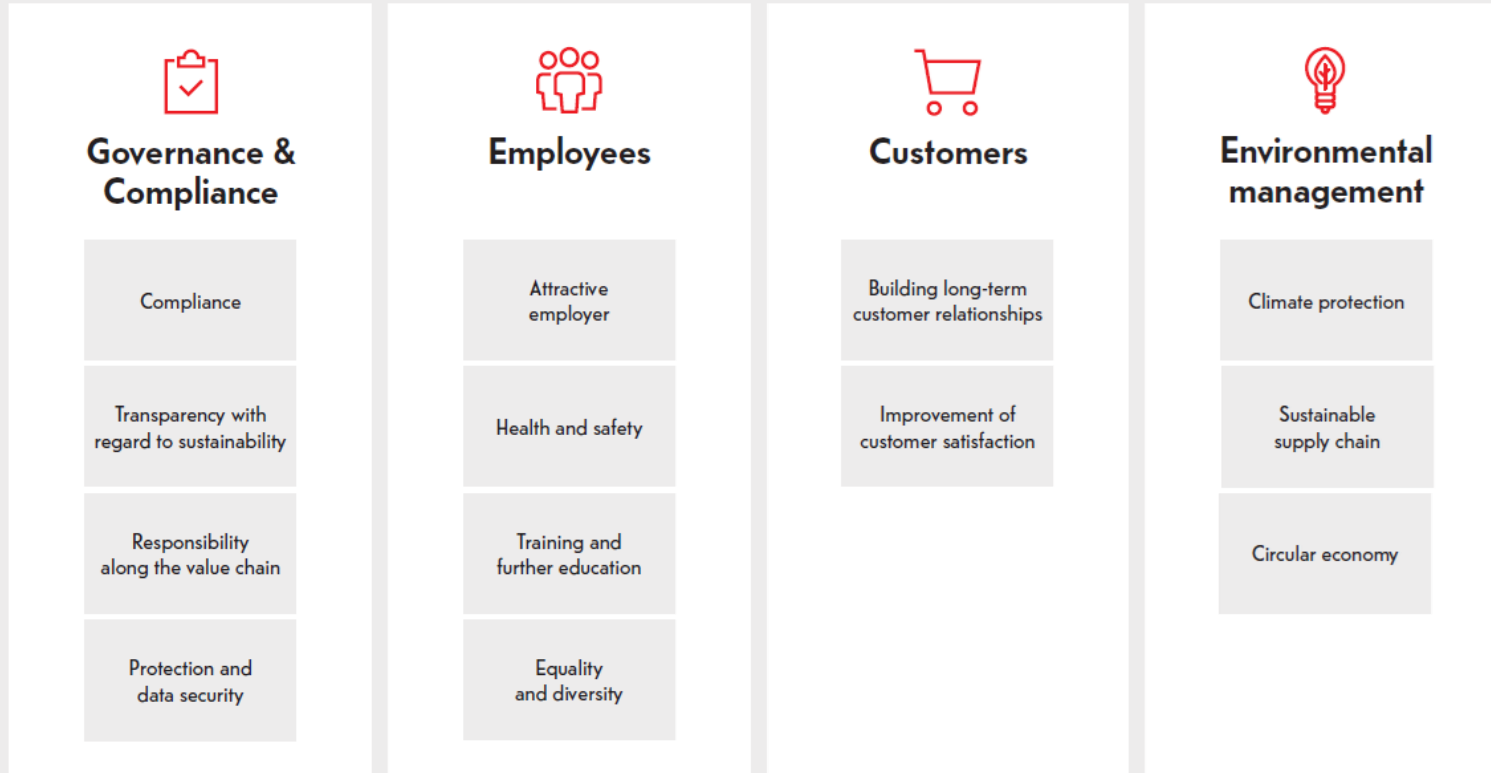 Governance &
Compliance
Compliance
Transparency with
regard to sustainability
Responsibility
along the value chain
Protection and
data security
Employees
Attractive
employer
Health and safety
Training and
further education
Equality
and diversity
Customers
Building long-term
customer relationships
Improvement of
customer satisfaction
Environmental
management
Climate protection
Sustainable
supply chain
Circular economy